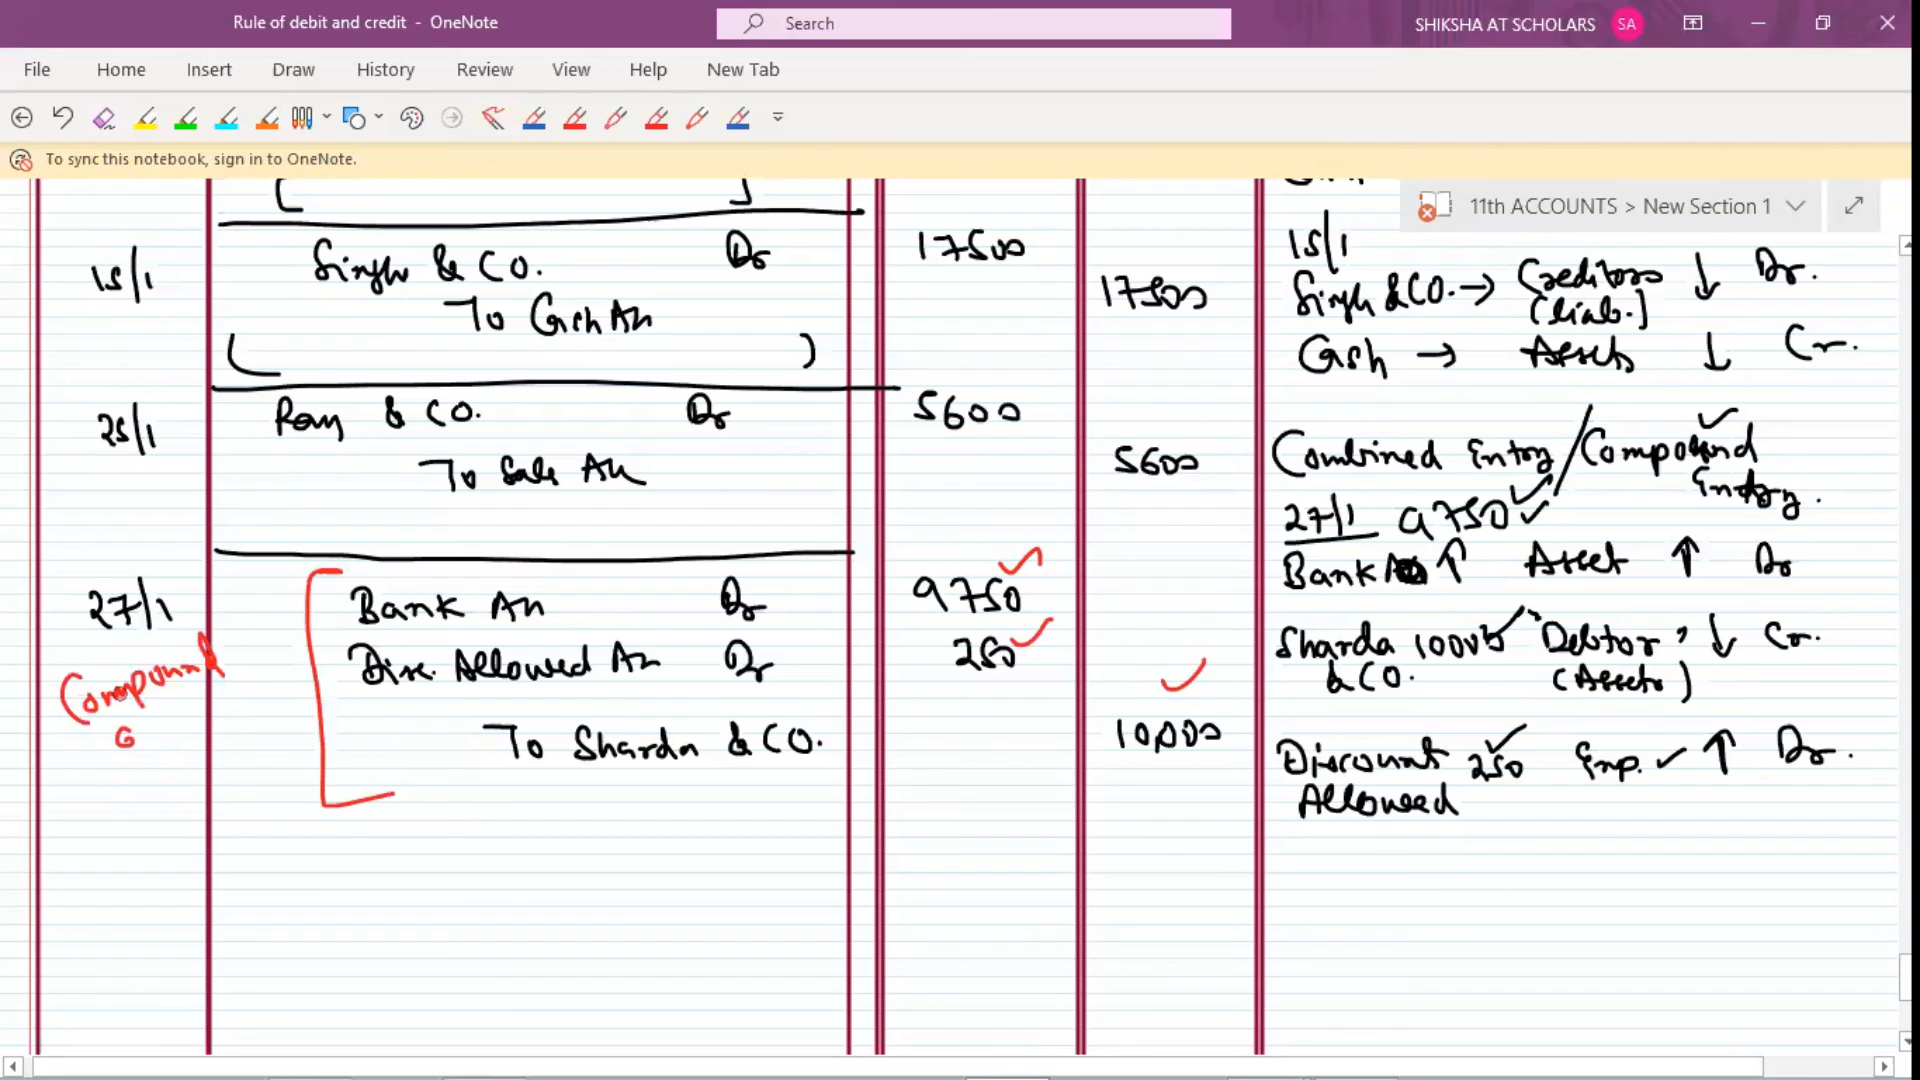 Rule of debit and credit - OneNote
Search
SHIKSHA AT SCHOLARS SA
File Home Insert Draw History Review View Help New Tab
To sync this notebook, sign in to OneNote.
11th ACCOUNTS > New Section 1
15/1 Singh & CO. Dr 17500
To Cash A/c 17500
25/1 Ram & CO. Dr 5600
To Sale A/c 5600
27/1 Bank A/c Dr 9750
Disc. Allowed A/c Dr 250
To Sharda & CO. 10,000
Compound
15/1
Singh & CO. → Creditors ↓ Dr.
(Liab.)
Cash → Assets ↓ Cr.
Combined Entry / Compound
Entry.
27/1 9750
Bank ↑ Asset ↑ Dr
Sharda 10000 Debtor, ↓ Cr.
& CO. (Assets)
Discount 250 Exp. ↑ Dr.
Allowed